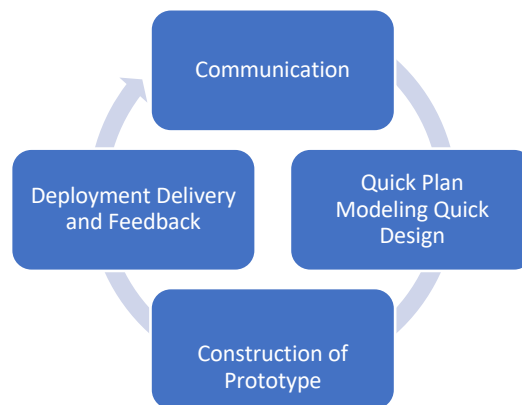 Communication
Quick Plan
Modeling Quick
Design
Construction of
Prototype
Deployment Delivery
and Feedback